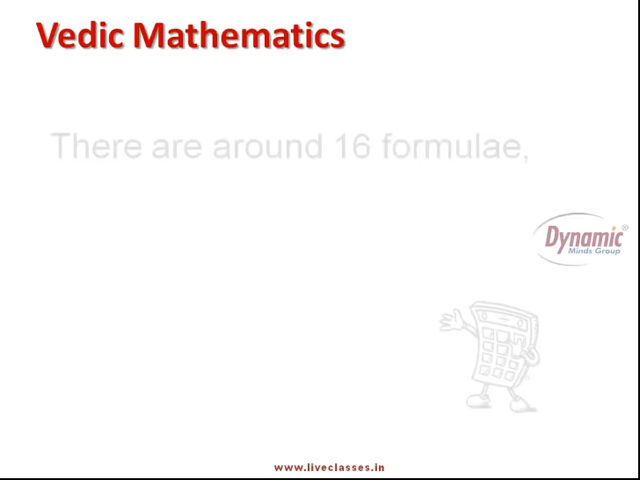 Vedic Mathematics
There are around 16 formulae,
Dynamic®
Minds Group
www.liveclasses.in